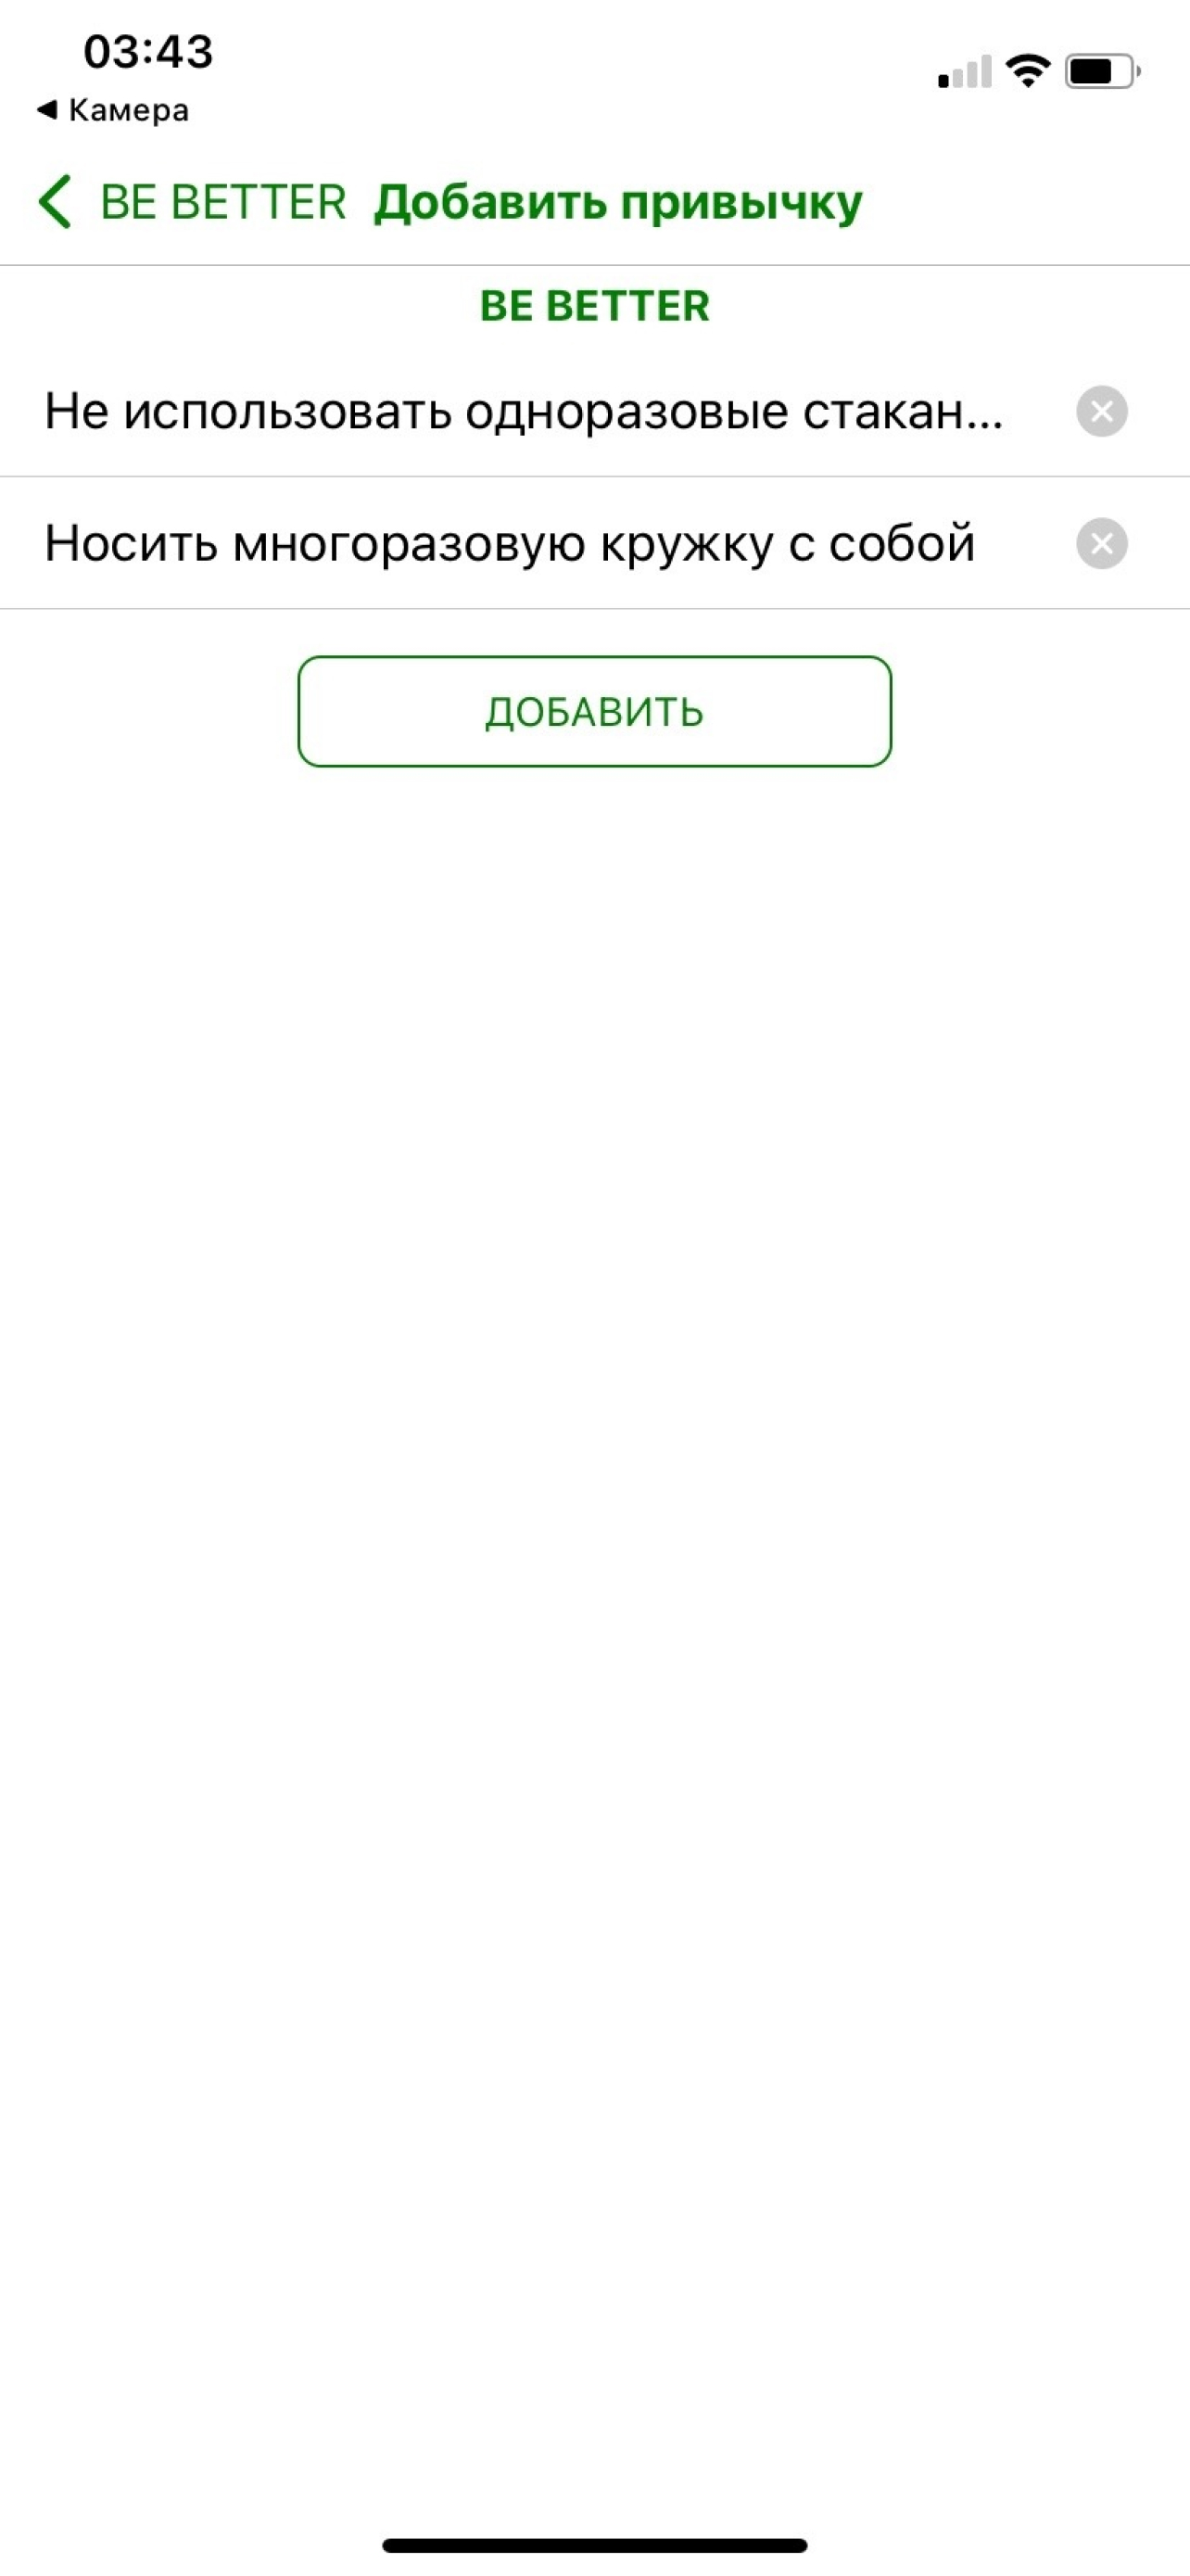 03:43
◀ Камера
BE BETTER Добавить привычку
BE BETTER
Не использовать одноразовые стакан...
Носить многоразовую кружку с собой
ДОБАВИТЬ